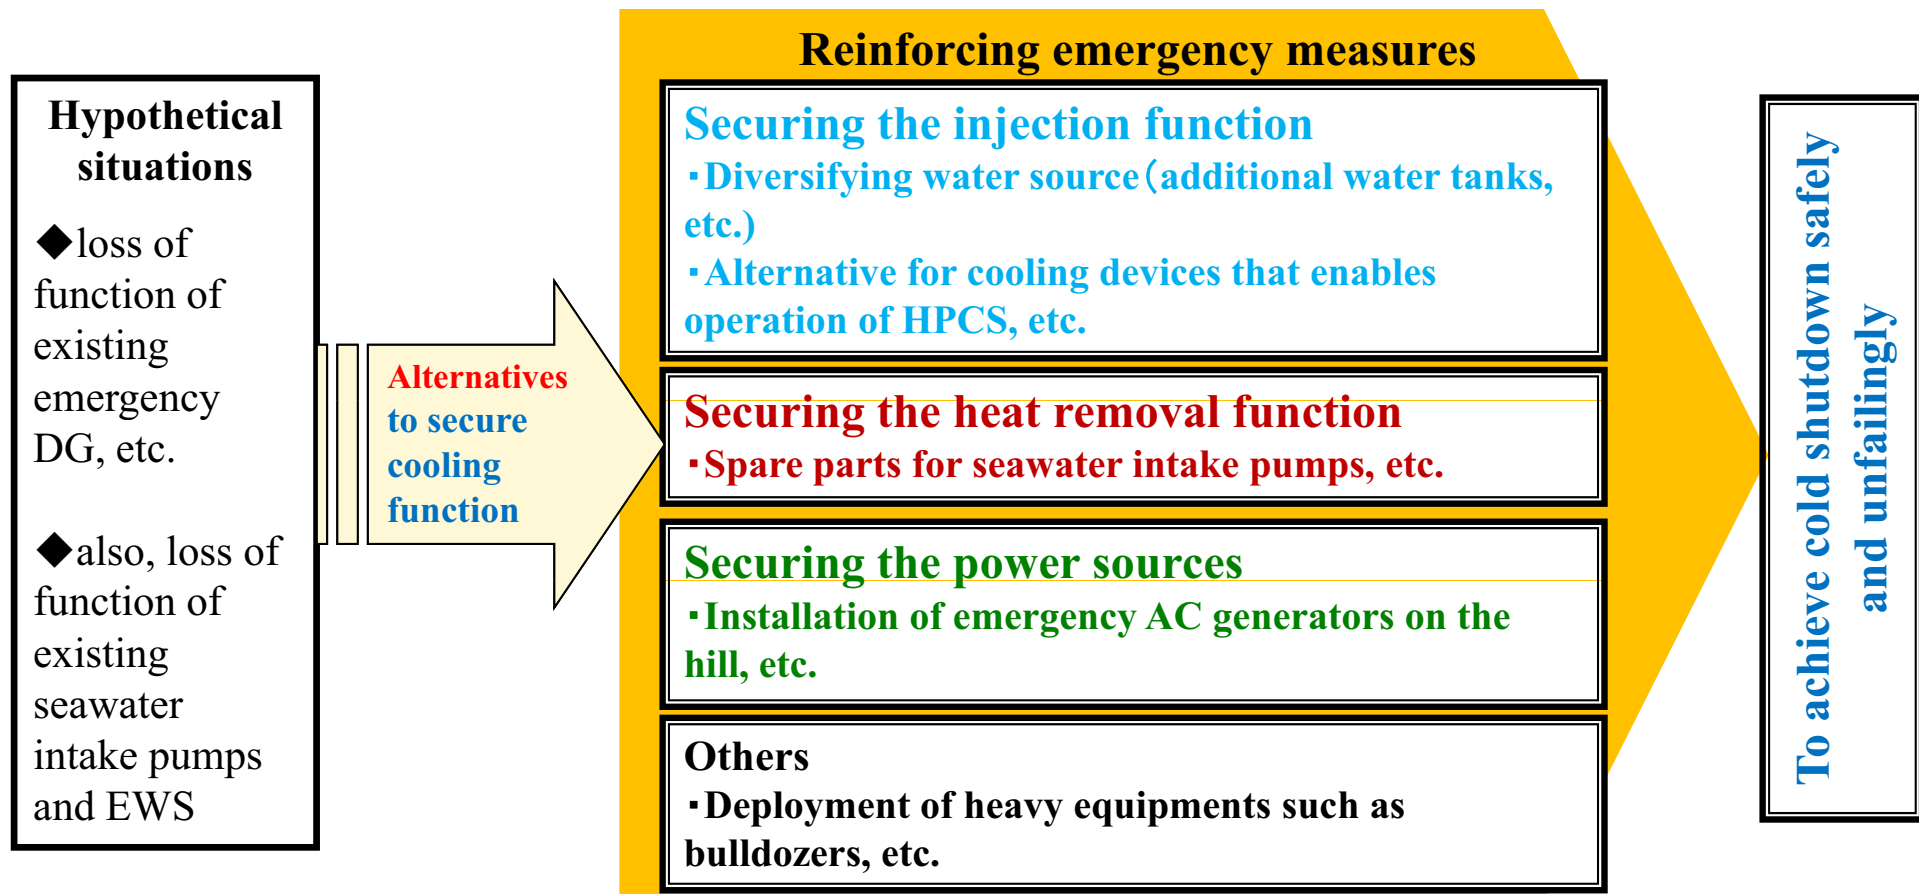 Reinforcing emergency measures
Hypothetical
situations
◆loss of
function of
existing
emergency
DG, etc.
◆also, loss of
function of
existing
seawater
intake pumps
and EWS
Alternatives
to secure
cooling
function
Securing the injection function
･Diversifying water source（additional water tanks,
etc.)
･Alternative for cooling devices that enables
operation of HPCS, etc.
Securing the heat removal function
･Spare parts for seawater intake pumps, etc.
Securing the power sources
･Installation of emergency AC generators on the
hill, etc.
Others
･Deployment of heavy equipments such as
bulldozers, etc.
To achieve cold shutdown safely
and unfailingly